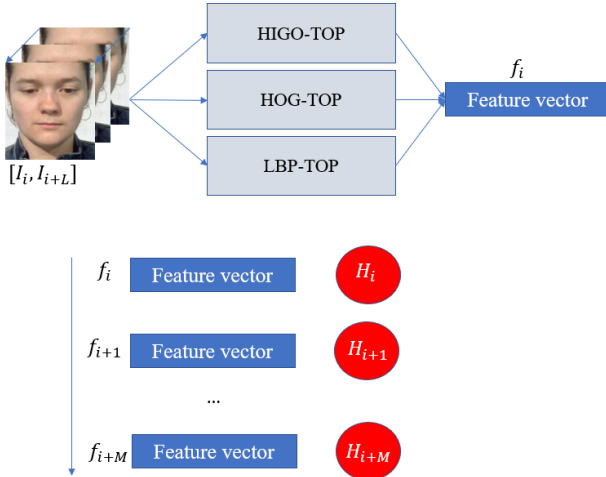 HIGO-TOP
HOG-TOP
LBP-TOP
f_i
Feature vector
[I_i, I_{i+L}]
f_i Feature vector H_i
f_{i+1} Feature vector H_{i+1}
...
f_{i+M} Feature vector H_{i+M}